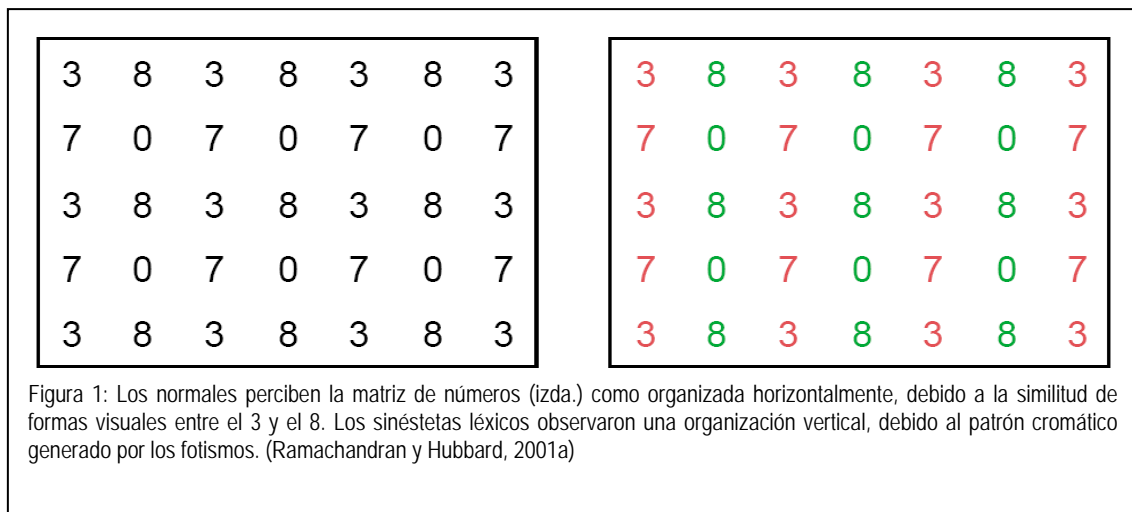 3 8 3 8 3 8 3
7 0 7 0 7 0 7
3 8 3 8 3 8 3
7 0 7 0 7 0 7
3 8 3 8 3 8 3
3 8 3 8 3 8 3
7 0 7 0 7 0 7
3 8 3 8 3 8 3
7 0 7 0 7 0 7
3 8 3 8 3 8 3
Figura 1: Los normales perciben la matriz de números (izda.) como organizada horizontalmente, debido a la similitud de
formas visuales entre el 3 y el 8. Los sinéstetas léxicos observaron una organización vertical, debido al patrón cromático
generado por los fotismos. (Ramachandran y Hubbard, 2001a)